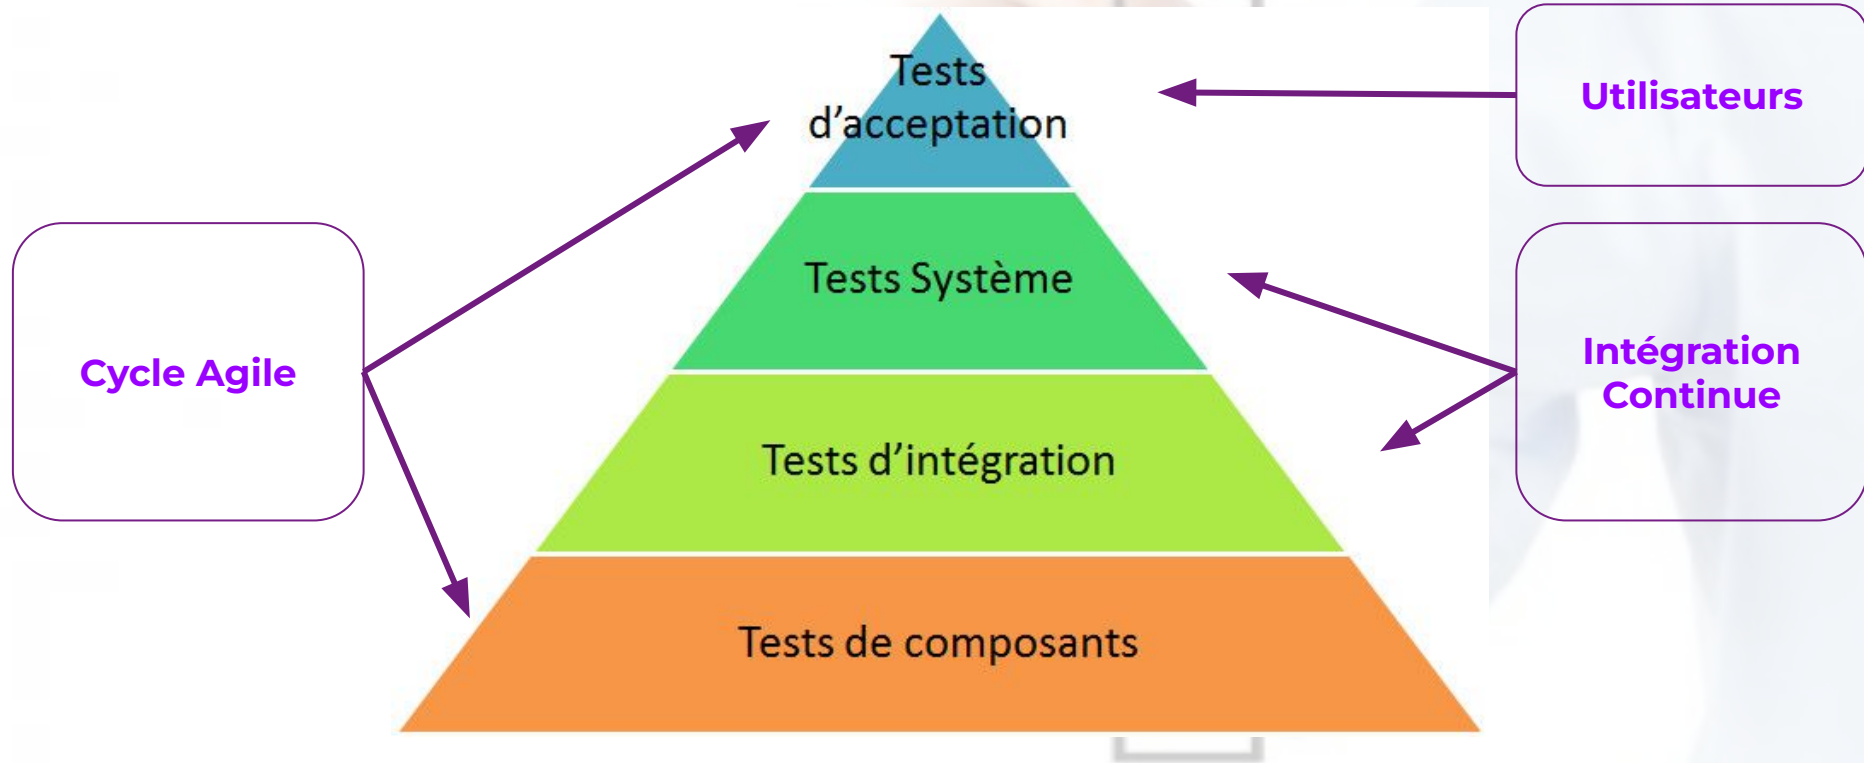 Tests
d’acceptation
Utilisateurs
Tests Système
Cycle Agile
Intégration
Continue
Tests d’intégration
Tests de composants